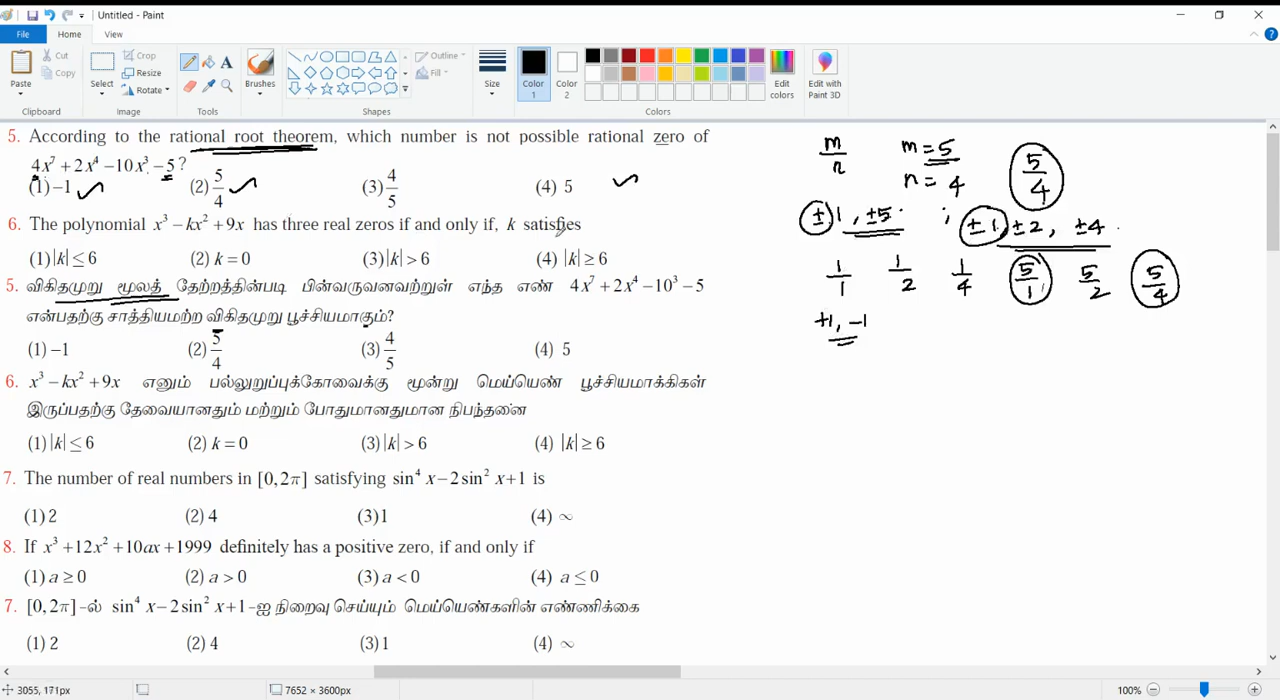 Untitled - Paint
File Home View
Paste Cut Copy Select Crop Resize Rotate Brushes Outline Fill Size Color 1 Color 2 Edit colors Edit with Paint 3D
Clipboard Image Tools Shapes Colors
5. According to the rational root theorem, which number is not possible rational zero of
4x⁷ + 2x⁴ − 10x³ − 5?
(1) −1 (2) 5/4 (3) 4/5 (4) 5
6. The polynomial x³ − kx² + 9x has three real zeros if and only if, k satisfies
(1) |k| ≤ 6 (2) k = 0 (3) |k| > 6 (4) |k| ≥ 6
5. விகிதமுறு மூலத் தேற்றத்தின்படி பின்வருவனவற்றுள் எந்த எண் 4x⁷ + 2x⁴ − 10³ − 5
என்பதற்கு சாத்தியமற்ற விகிதமுறு பூச்சியமாகும்?
(1) −1 (2) 5/4 (3) 4/5 (4) 5
6. x³ − kx² + 9x எனும் பல்லுறுப்புக்கோவைக்கு மூன்று மெய்யெண் பூச்சியமாக்கிகள்
இருப்பதற்கு தேவையானதும் மற்றும் போதுமானதுமான நிபந்தனை
(1) |k| ≤ 6 (2) k = 0 (3) |k| > 6 (4) |k| ≥ 6
7. The number of real numbers in [0, 2π] satisfying sin⁴ x − 2sin² x + 1 is
(1) 2 (2) 4 (3) 1 (4) ∞
8. If x³ + 12x² + 10ax + 1999 definitely has a positive zero, if and only if
(1) a ≥ 0 (2) a > 0 (3) a < 0 (4) a ≤ 0
7. [0, 2π]-ல் sin⁴ x − 2sin² x + 1-ஐ நிறைவு செய்யும் மெய்யெண்களின் எண்ணிக்கை
(1) 2 (2) 4 (3) 1 (4) ∞
m/n m = 5 5/4
n = 4
±1, ±5 ; ±1, ±2, ±4
1/1 1/2 1/4 5/1 5/2 5/4
+1, −1
3055, 171px 7652 × 3600px 100%